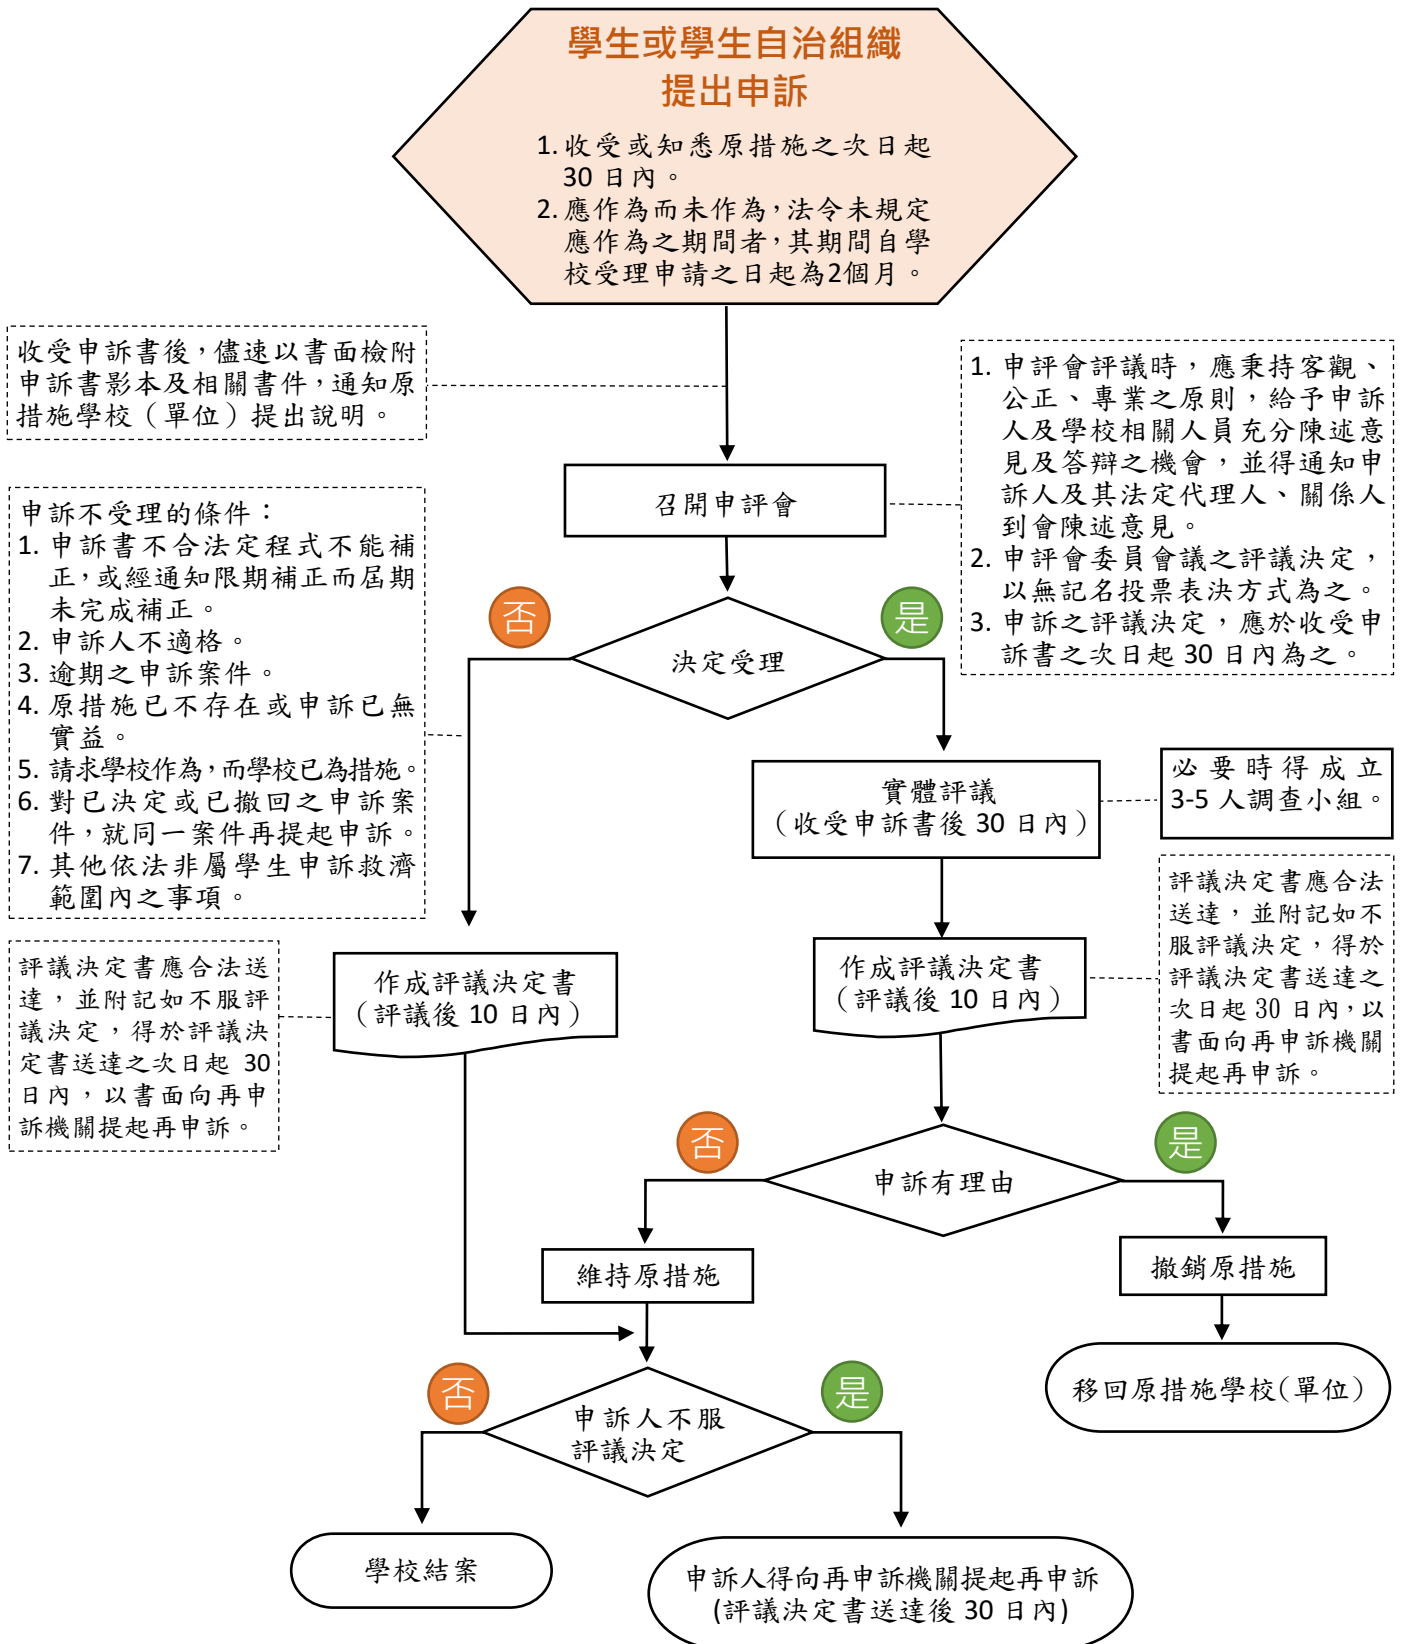 學生或學生自治組織
提出申訴
1. 收受或知悉原措施之次日起
30 日內。
2. 應作為而未作為，法令未規定
應作為之期間者，其期間自學
校受理申請之日起為2個月。
收受申訴書後，儘速以書面檢附
申訴書影本及相關書件，通知原
措施學校（單位）提出說明。
1. 申評會評議時，應秉持客觀、
公正、專業之原則，給予申訴
人及學校相關人員充分陳述意
見及答辯之機會，並得通知申
訴人及其法定代理人、關係人
到會陳述意見。
2. 申評會委員會議之評議決定，
以無記名投票表決方式為之。
3. 申訴之評議決定，應於收受申
訴書之次日起 30 日內為之。
召開申評會
申訴不受理的條件：
1. 申訴書不合法定程式不能補
正，或經通知限期補正而屆期
未完成補正。
2. 申訴人不適格。
3. 逾期之申訴案件。
4. 原措施已不存在或申訴已無
實益。
5. 請求學校作為，而學校已為措施。
6. 對已決定或已撤回之申訴案
件，就同一案件再提起申訴。
7. 其他依法非屬學生申訴救濟
範圍內之事項。
否
是
決定受理
實體評議
（收受申訴書後 30 日內）
必要時得成立
3-5 人調查小組。
評議決定書應合法
送達，並附記如不
服評議決定，得於
評議決定書送達之
次日起 30 日內，以
書面向再申訴機關
提起再申訴。
評議決定書應合法送
達，並附記如不服評
議決定，得於評議決
定書送達之次日起 30
日內，以書面向再申
訴機關提起再申訴。
作成評議決定書
（評議後 10 日內）
作成評議決定書
（評議後 10 日內）
否
是
申訴有理由
維持原措施
撤銷原措施
移回原措施學校(單位)
否
是
申訴人不服
評議決定
學校結案
申訴人得向再申訴機關提起再申訴
(評議決定書送達後 30 日內)